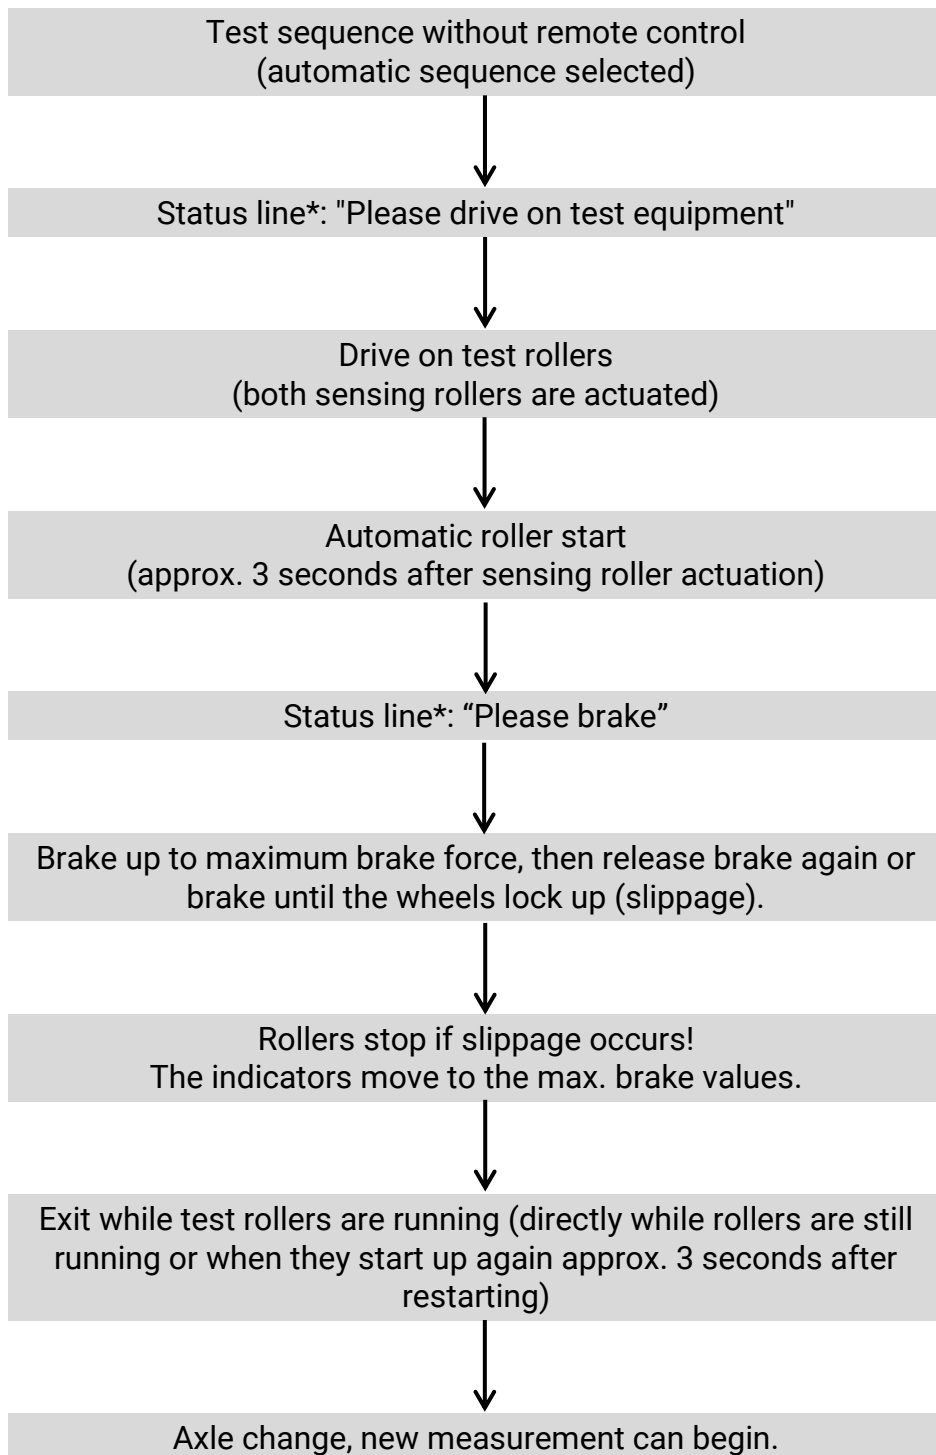 Test sequence without remote control
(automatic sequence selected)
Status line*: "Please drive on test equipment"
Drive on test rollers
(both sensing rollers are actuated)
Automatic roller start
(approx. 3 seconds after sensing roller actuation)
Status line*: “Please brake”
Brake up to maximum brake force, then release brake again or
brake until the wheels lock up (slippage).
Rollers stop if slippage occurs!
The indicators move to the max. brake values.
Exit while test rollers are running (directly while rollers are still
running or when they start up again approx. 3 seconds after
restarting)
Axle change, new measurement can begin.